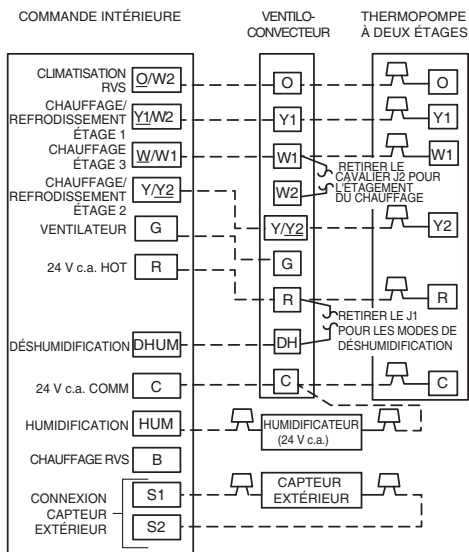 COMMANDE INTÉRIEURE
VENTILO-
CONVECTEUR
THERMOPOMPE
À DEUX ÉTAGES
CLIMATISATION
RVS
O/W2
O
O
CHAUFFAGE/
REFRODISSEMENT
ÉTAGE 1
Y1/W2
Y1
Y1
CHAUFFAGE
ÉTAGE 3
W/W1
W1
W1
RETIRER LE
CAVALIER J2 POUR
L'ÉTAGEMENT
DU CHAUFFAGE
W2
CHAUFFAGE/
REFRODISSEMENT
ÉTAGE 2
Y/Y2
Y/Y2
Y2
VENTILATEUR
G
G
24 V c.a. HOT
R
R
R
RETIRER LE J1
POUR LES MODES DE
DÉSHUMIDIFICATION
DÉSHUMIDIFICATION
DHUM
DH
24 V c.a. COMM
C
C
C
HUMIDIFICATION
HUM
HUMIDIFICATEUR
(24 V c.a.)
CHAUFFAGE RVS
B
CONNEXION
CAPTEUR
EXTÉRIEUR
S1
S2
CAPTEUR
EXTÉRIEUR